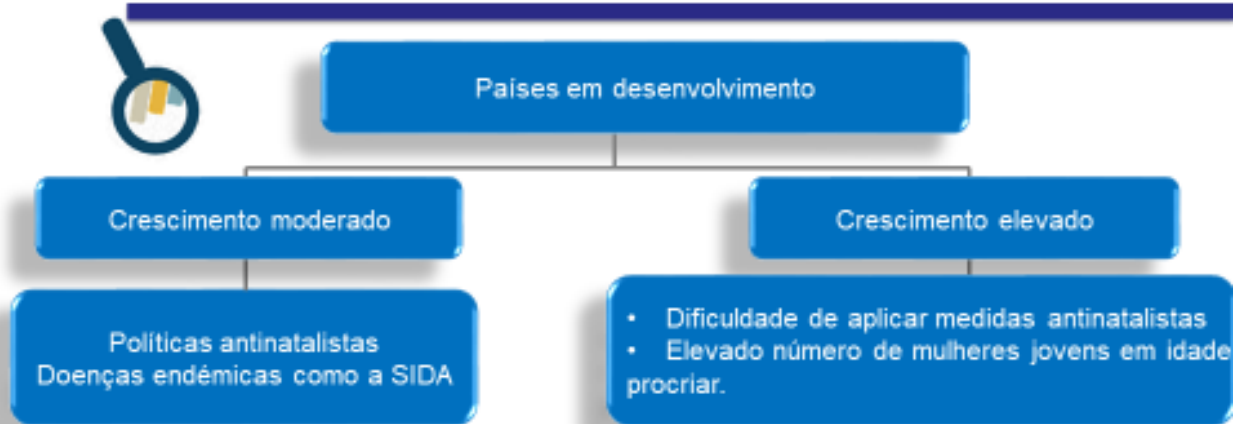 Países em desenvolvimento
Crescimento moderado
Crescimento elevado
Políticas antinatalistas
Doenças endémicas como a SIDA
• Dificuldade de aplicar medidas antinatalistas
• Elevado número de mulheres jovens em idade
procriar.